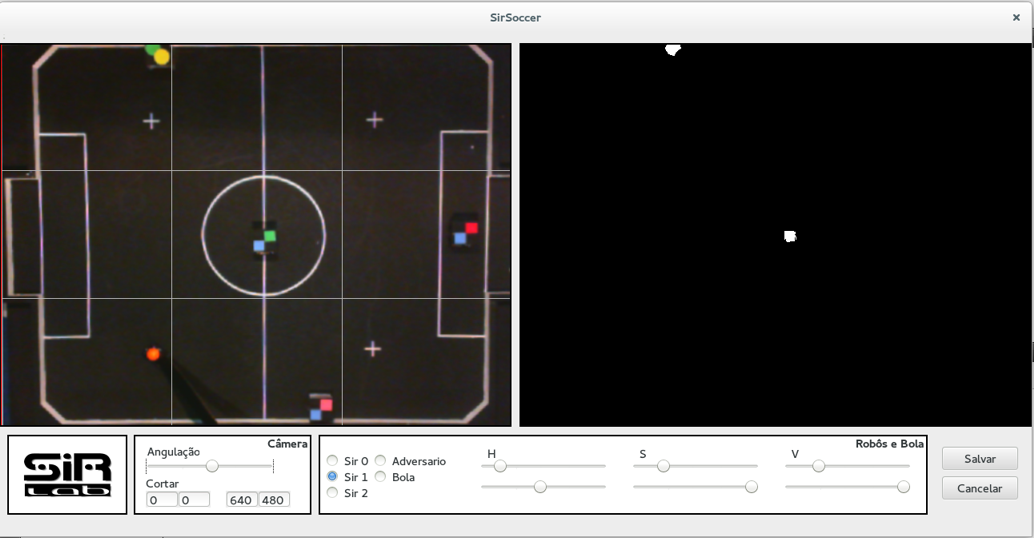 SirSoccer
×
Câmera
Angulação
Cortar
0 0 640 480
Robôs e Bola
Sir 0 Adversario
Sir 1 Bola
Sir 2
H S V
Salvar
Cancelar
SiR
Lab